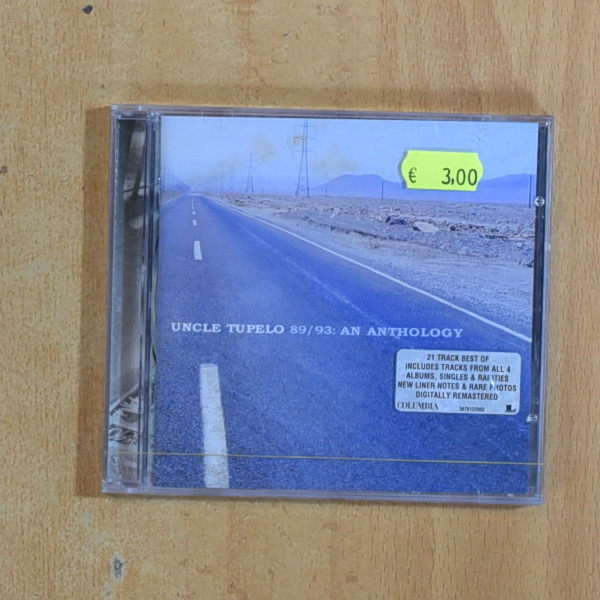 € 3,00
UNCLE TUPELO 89/93: AN ANTHOLOGY
21 TRACK BEST OF
INCLUDES TRACKS FROM ALL 4
ALBUMS, SINGLES & RARITIES
NEW LINER NOTES & RARE PHOTOS
DIGITALLY REMASTERED
COLUMBIA